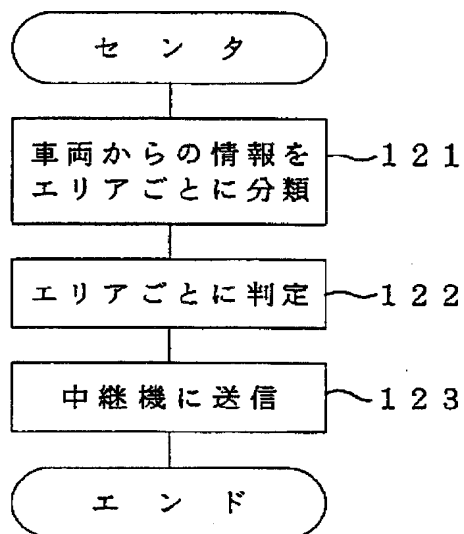 センタ
車両からの情報を
エリアごとに分類
121
エリアごとに判定
122
中継機に送信
123
エンド